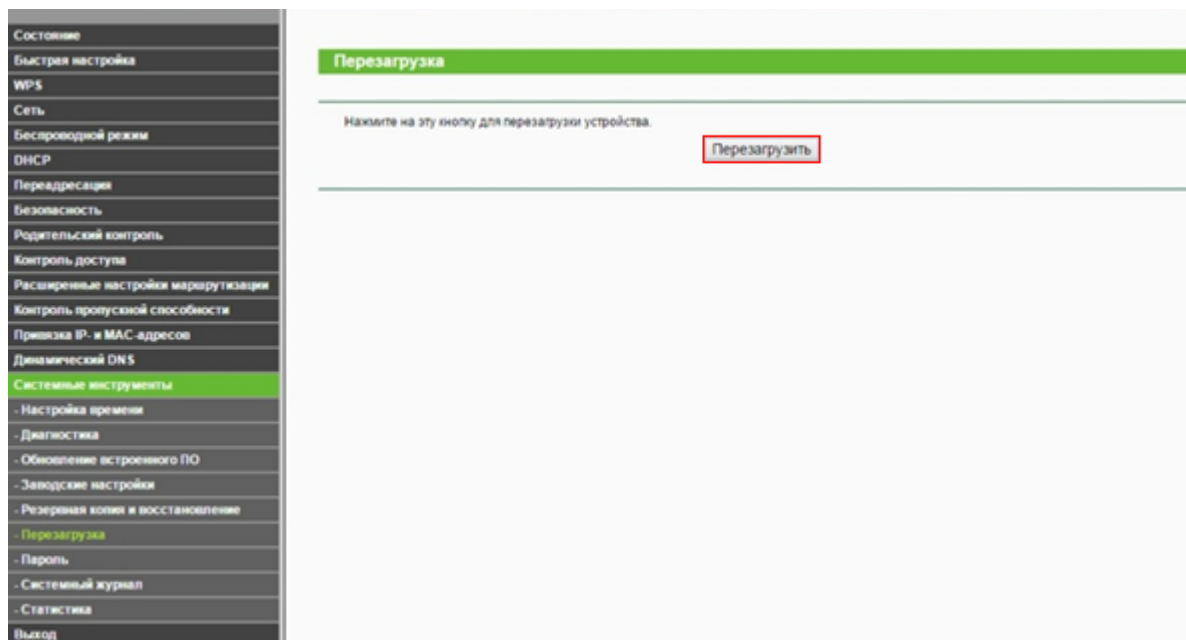 Состояние
Быстрая настройка
WPS
Сеть
Беспроводной режим
DHCP
Переадресация
Безопасность
Родительский контроль
Контроль доступа
Расширенные настройки маршрутизации
Контроль пропускной способности
Привязка IP- и MAC-адресов
Динамический DNS
Системные инструменты
- Настройка времени
- Диагностика
- Обновление встроенного ПО
- Заводские настройки
- Резервная копия и восстановление
- Перезагрузка
- Пароль
- Системный журнал
- Статистика
Выход
Перезагрузка
Нажмите на эту кнопку для перезагрузки устройства.
Перезагрузить